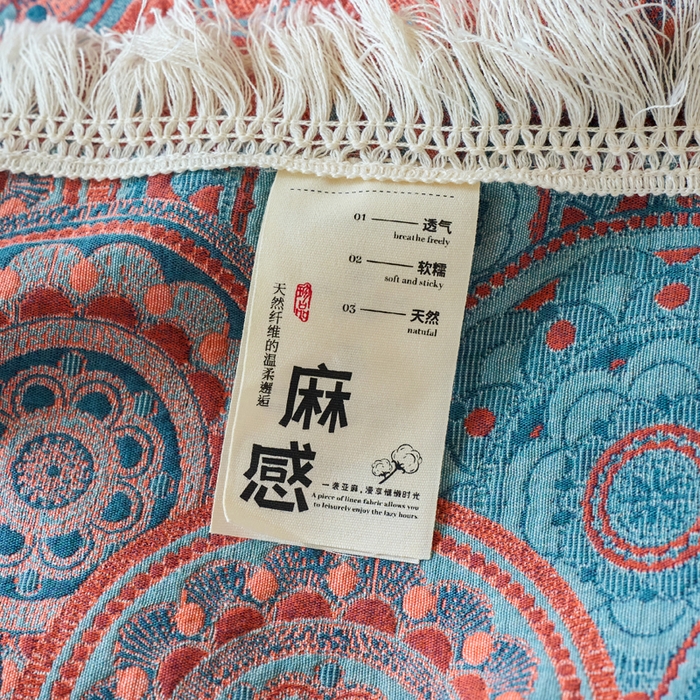 01 —— 透气
breathe freely
02 —— 软糯
soft and sticky
03 —— 天然
natufal
天然纤维的温柔邂逅
麻感
一袭亚麻，漫享慵懒时光
A piece of linen fabric allows you
to leisurely enjoy the lazy hours